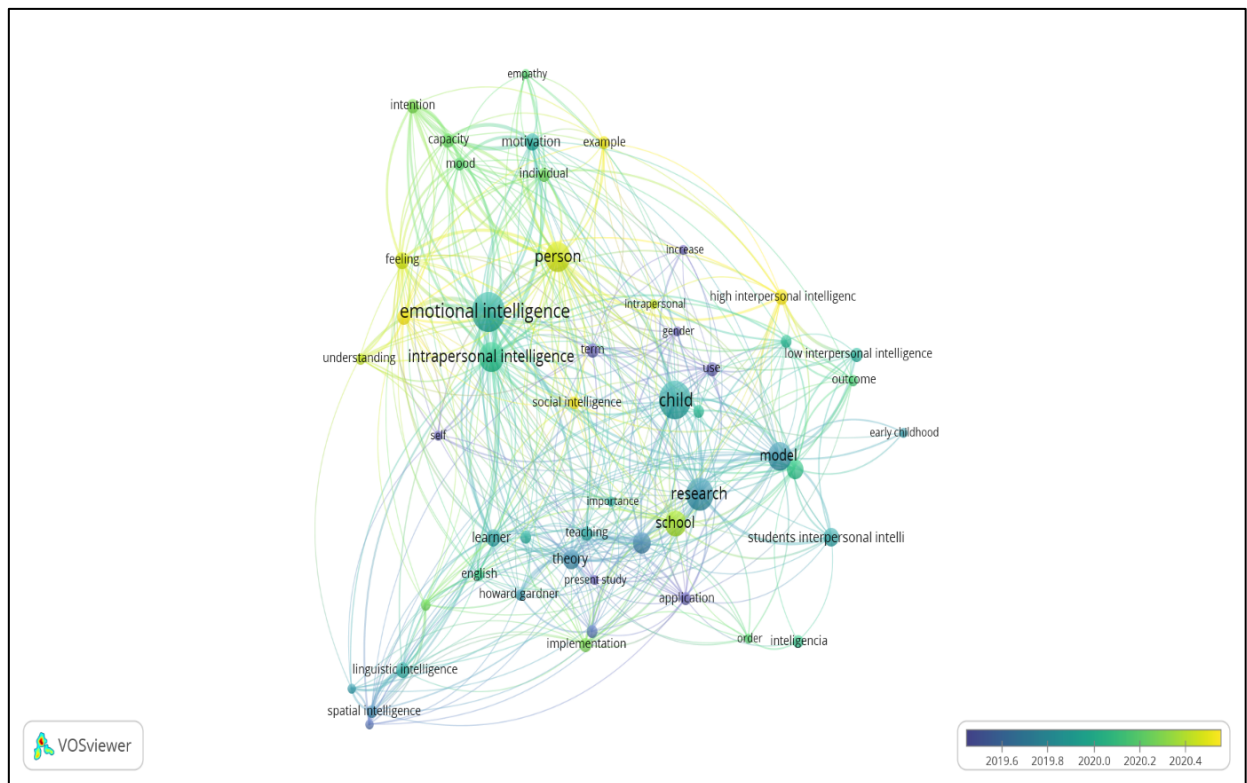 empathy
intention
capacity
motivation
example
mood
individual
person
increase
feeling
high interpersonal intelligenc
intrapersonal
emotional intelligence
gender
term
low interpersonal intelligence
understanding
intrapersonal intelligence
use
outcome
social intelligence
child
early childhood
self
model
research
importance
school
learner
teaching
students interpersonal intelli
theory
english
present study
howard gardner
application
implementation
order
inteligencia
linguistic intelligence
spatial intelligence
VOSviewer
2019.6 2019.8 2020.0 2020.2 2020.4